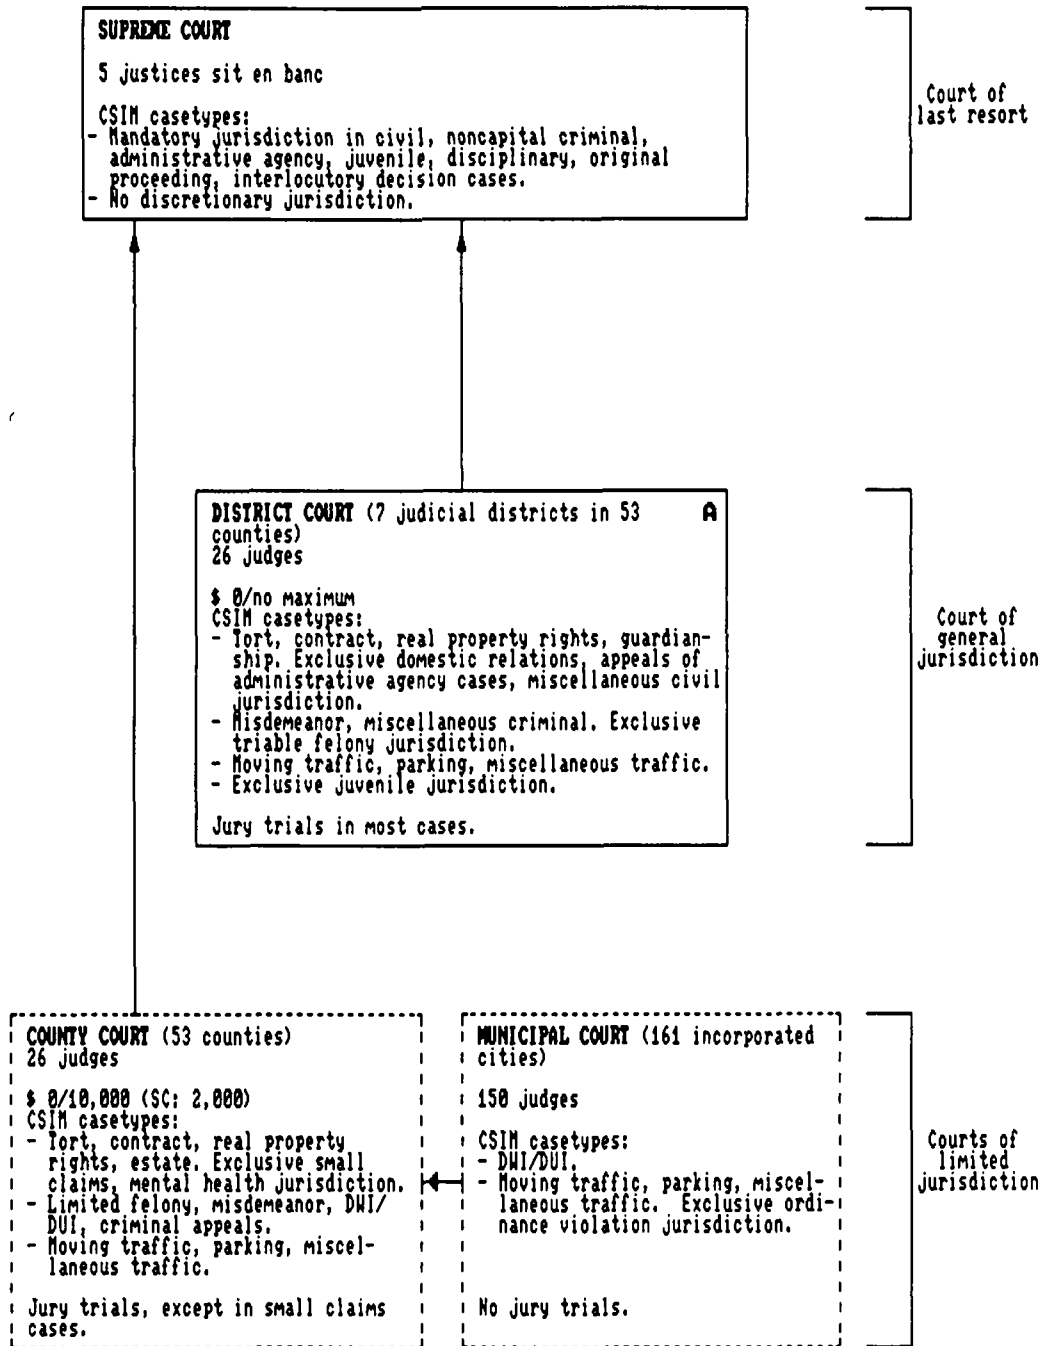 SUPREME COURT
5 justices sit en banc
CSIM casetypes:
- Mandatory jurisdiction in civil, noncapital criminal,
administrative agency, juvenile, disciplinary, original
proceeding, interlocutory decision cases.
- No discretionary jurisdiction.
Court of
last resort
DISTRICT COURT (7 judicial districts in 53
counties)
A
26 judges
$ 0/no maximum
CSIM casetypes:
- Tort, contract, real property rights, guardian-
ship. Exclusive domestic relations, appeals of
administrative agency cases, miscellaneous civil
jurisdiction.
- Misdemeanor, miscellaneous criminal. Exclusive
triable felony jurisdiction.
- Moving traffic, parking, miscellaneous traffic.
- Exclusive juvenile jurisdiction.
Jury trials in most cases.
Court of
general
jurisdiction
COUNTY COURT (53 counties)
26 judges
$ 0/10,000 (SC: 2,000)
CSIM casetypes:
- Tort, contract, real property
rights, estate. Exclusive small
claims, mental health jurisdiction.
- Limited felony, misdemeanor, DWI/
DUI, criminal appeals.
- Moving traffic, parking, miscel-
laneous traffic.
Jury trials, except in small claims
cases.
MUNICIPAL COURT (161 incorporated
cities)
150 judges
CSIM casetypes:
- DWI/DUI.
- Moving traffic, parking, miscel-
laneous traffic. Exclusive ordi-
nance violation jurisdiction.
No jury trials.
Courts of
limited
jurisdiction